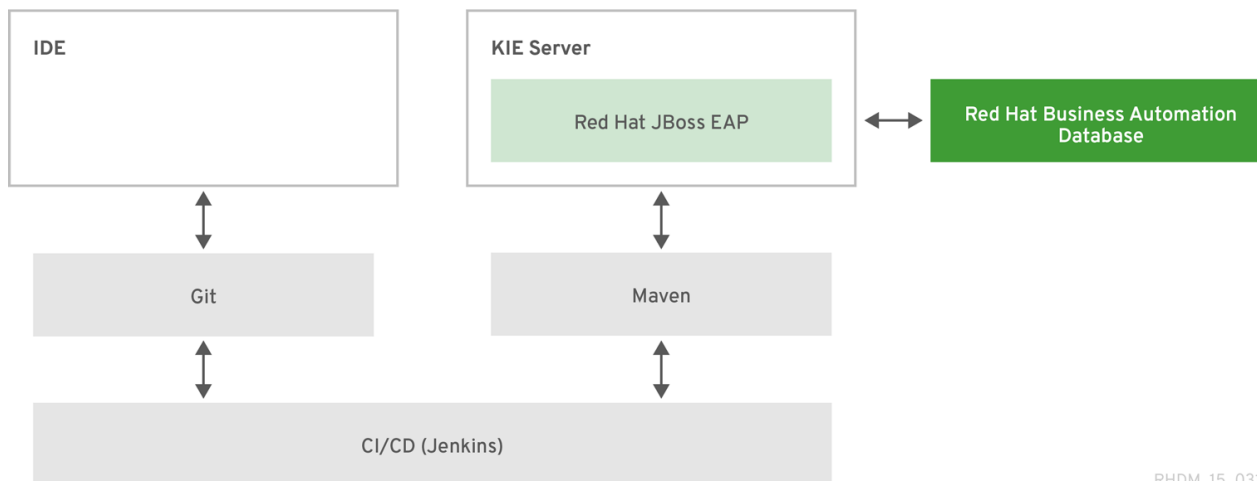 IDE
KIE Server
Red Hat JBoss EAP
Red Hat Business Automation
Database
Git
Maven
CI/CD (Jenkins)